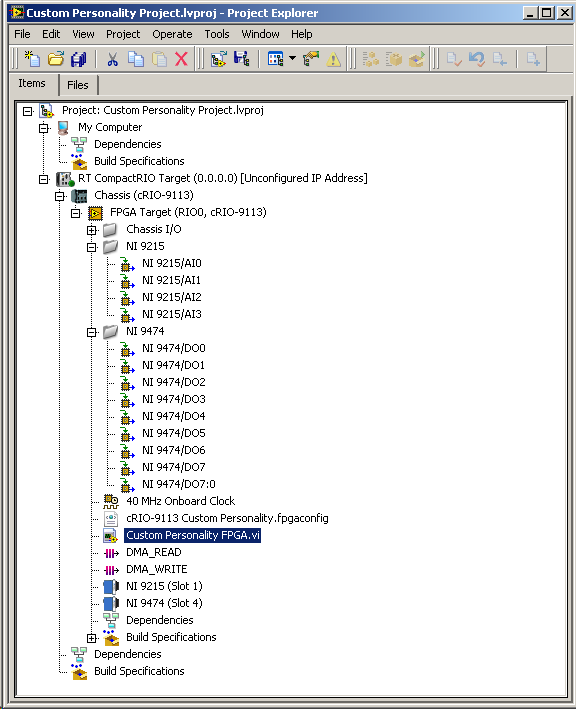 Custom Personality Project.lvproj - Project Explorer
File Edit View Project Operate Tools Window Help
Items Files
Project: Custom Personality Project.lvproj
My Computer
Dependencies
Build Specifications
RT CompactRIO Target (0.0.0.0) [Unconfigured IP Address]
Chassis (cRIO-9113)
FPGA Target (RIO0, cRIO-9113)
Chassis I/O
NI 9215
NI 9215/AI0
NI 9215/AI1
NI 9215/AI2
NI 9215/AI3
NI 9474
NI 9474/DO0
NI 9474/DO1
NI 9474/DO2
NI 9474/DO3
NI 9474/DO4
NI 9474/DO5
NI 9474/DO6
NI 9474/DO7
NI 9474/DO7:0
40 MHz Onboard Clock
cRIO-9113 Custom Personality.fpgaconfig
Custom Personality FPGA.vi
DMA_READ
DMA_WRITE
NI 9215 (Slot 1)
NI 9474 (Slot 4)
Dependencies
Build Specifications
Dependencies
Build Specifications